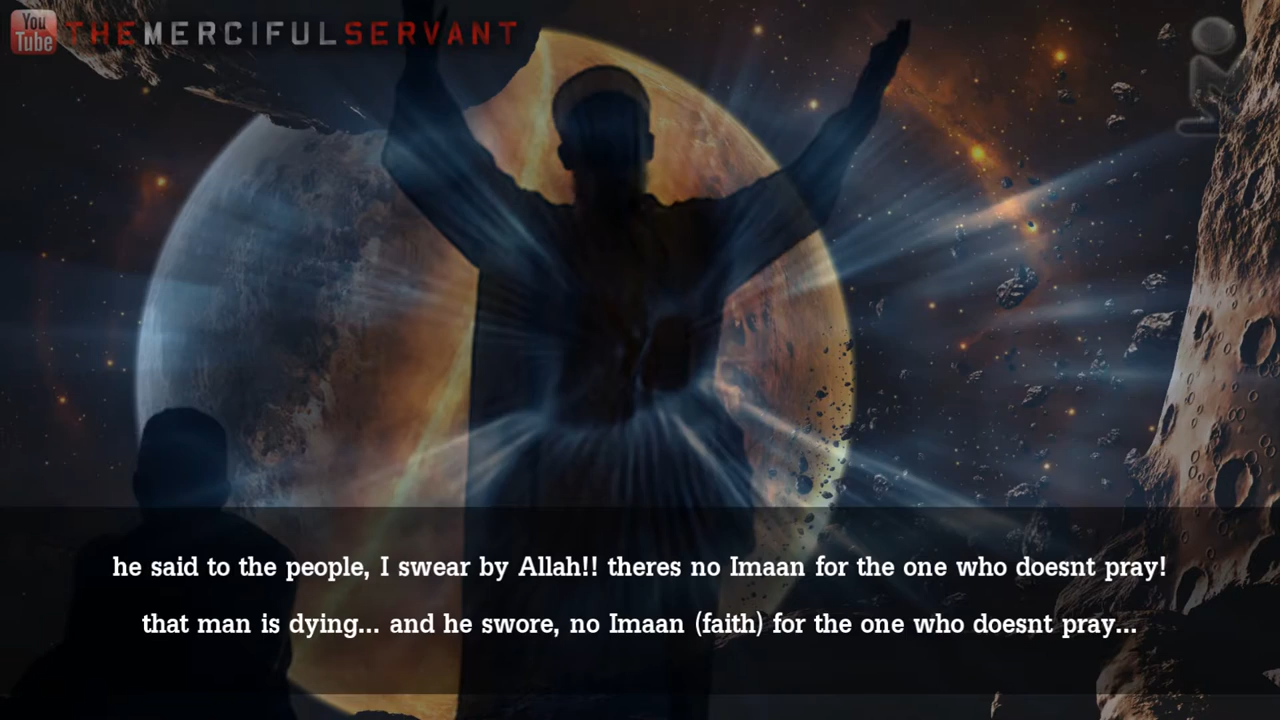 You Tube THEMERCIFULSERVANT
he said to the people, I swear by Allah!! theres no Imaan for the one who doesnt pray!
that man is dying... and he swore, no Imaan (faith) for the one who doesnt pray...